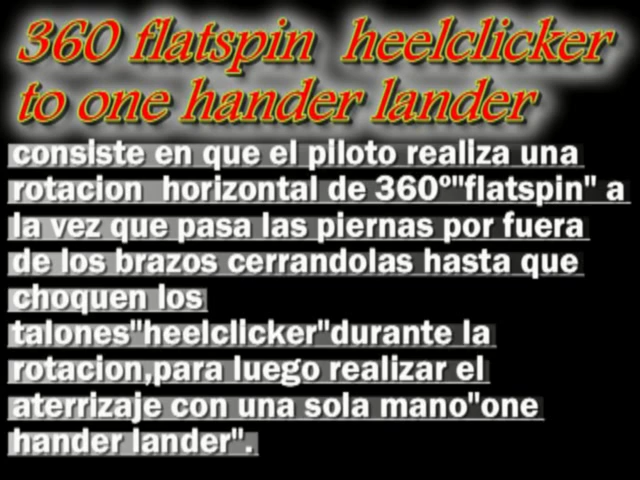 360 flatspin heelclicker
to one hander lander
consiste en que el piloto realiza una
rotacion horizontal de 360º"flatspin" a
la vez que pasa las piernas por fuera
de los brazos cerrandolas hasta que
choquen los
talones"heelclicker"durante la
rotacion,para luego realizar el
aterrizaje con una sola mano"one
hander lander".